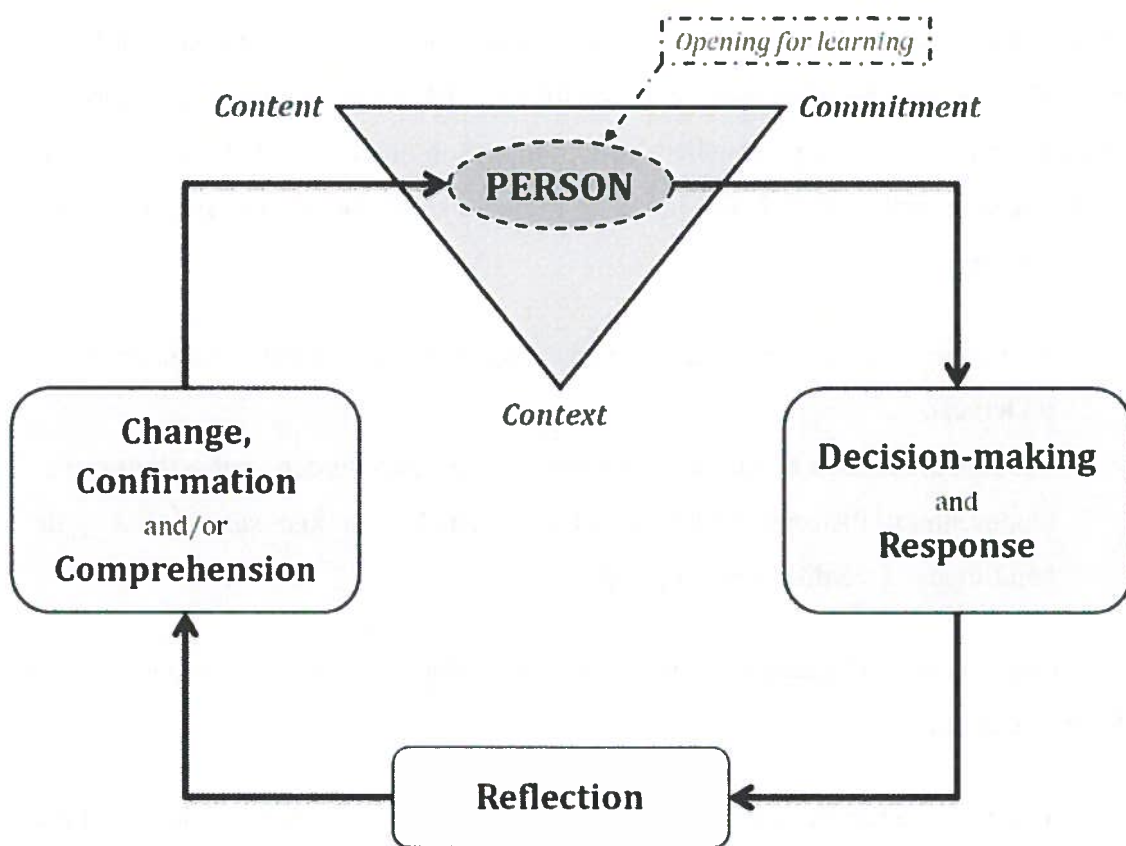 Opening for learning
Content
Commitment
PERSON
Context
Change,
Confirmation
and/or
Comprehension
Decision-making
and
Response
Reflection